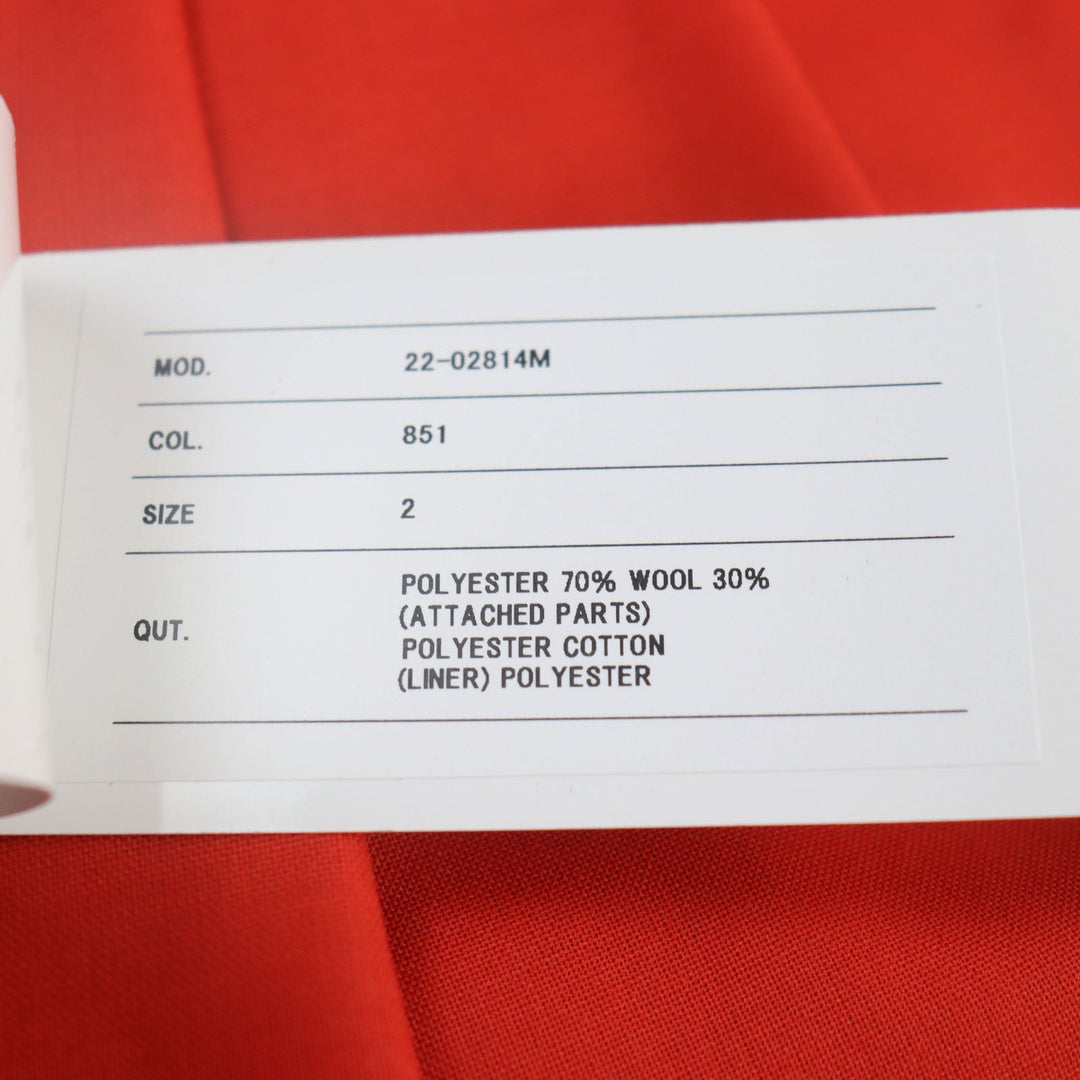 MOD. 22-02814M
COL. 851
SIZE 2
QUT. POLYESTER 70% WOOL 30%
(ATTACHED PARTS)
POLYESTER COTTON
(LINER) POLYESTER